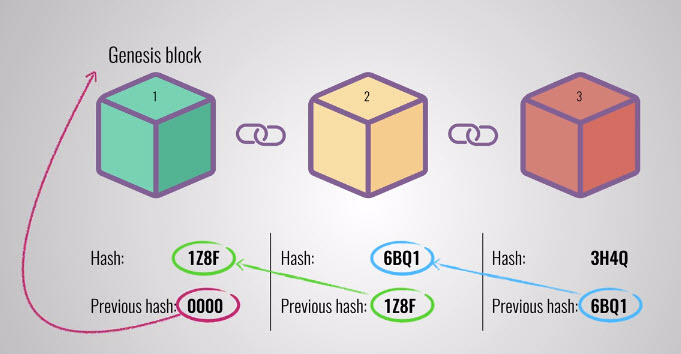 Genesis block
1
2
3
Hash: 1Z8F
Previous hash: 0000
Hash: 6BQ1
Previous hash: 1Z8F
Hash: 3H4Q
Previous hash: 6BQ1